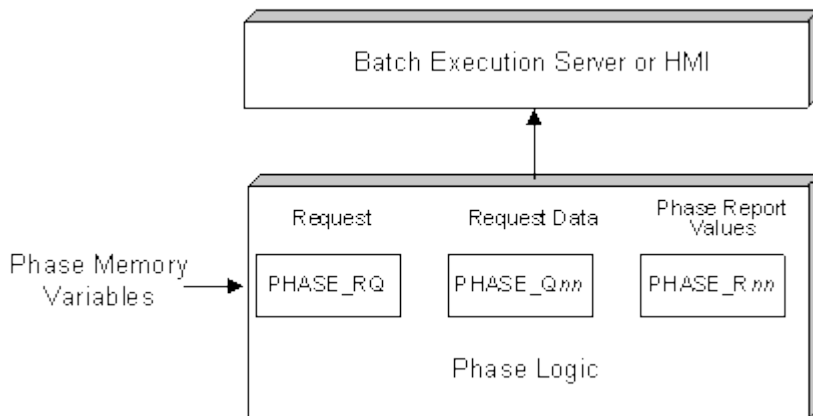 Batch Execution Server or HMI
Request
Request Data
Phase Report
Values
Phase Memory
Variables
PHASE_RQ
PHASE_Qnn
PHASE_Rnn
Phase Logic